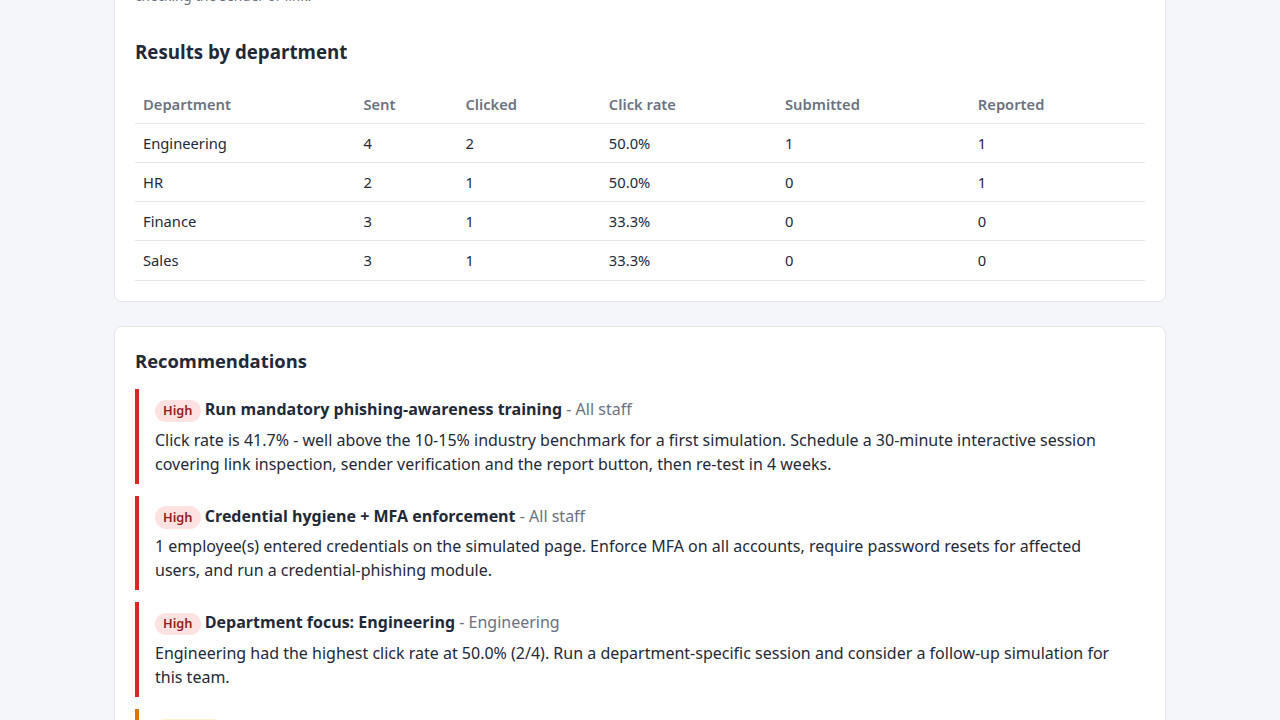 Results by department
Department Sent Clicked Click rate Submitted Reported
Engineering 4 2 50.0% 1 1
HR 2 1 50.0% 0 1
Finance 3 1 33.3% 0 0
Sales 3 1 33.3% 0 0
Recommendations
High Run mandatory phishing-awareness training - All staff
Click rate is 41.7% - well above the 10-15% industry benchmark for a first simulation. Schedule a 30-minute interactive session
covering link inspection, sender verification and the report button, then re-test in 4 weeks.
High Credential hygiene + MFA enforcement - All staff
1 employee(s) entered credentials on the simulated page. Enforce MFA on all accounts, require password resets for affected
users, and run a credential-phishing module.
High Department focus: Engineering - Engineering
Engineering had the highest click rate at 50.0% (2/4). Run a department-specific session and consider a follow-up simulation for
this team.